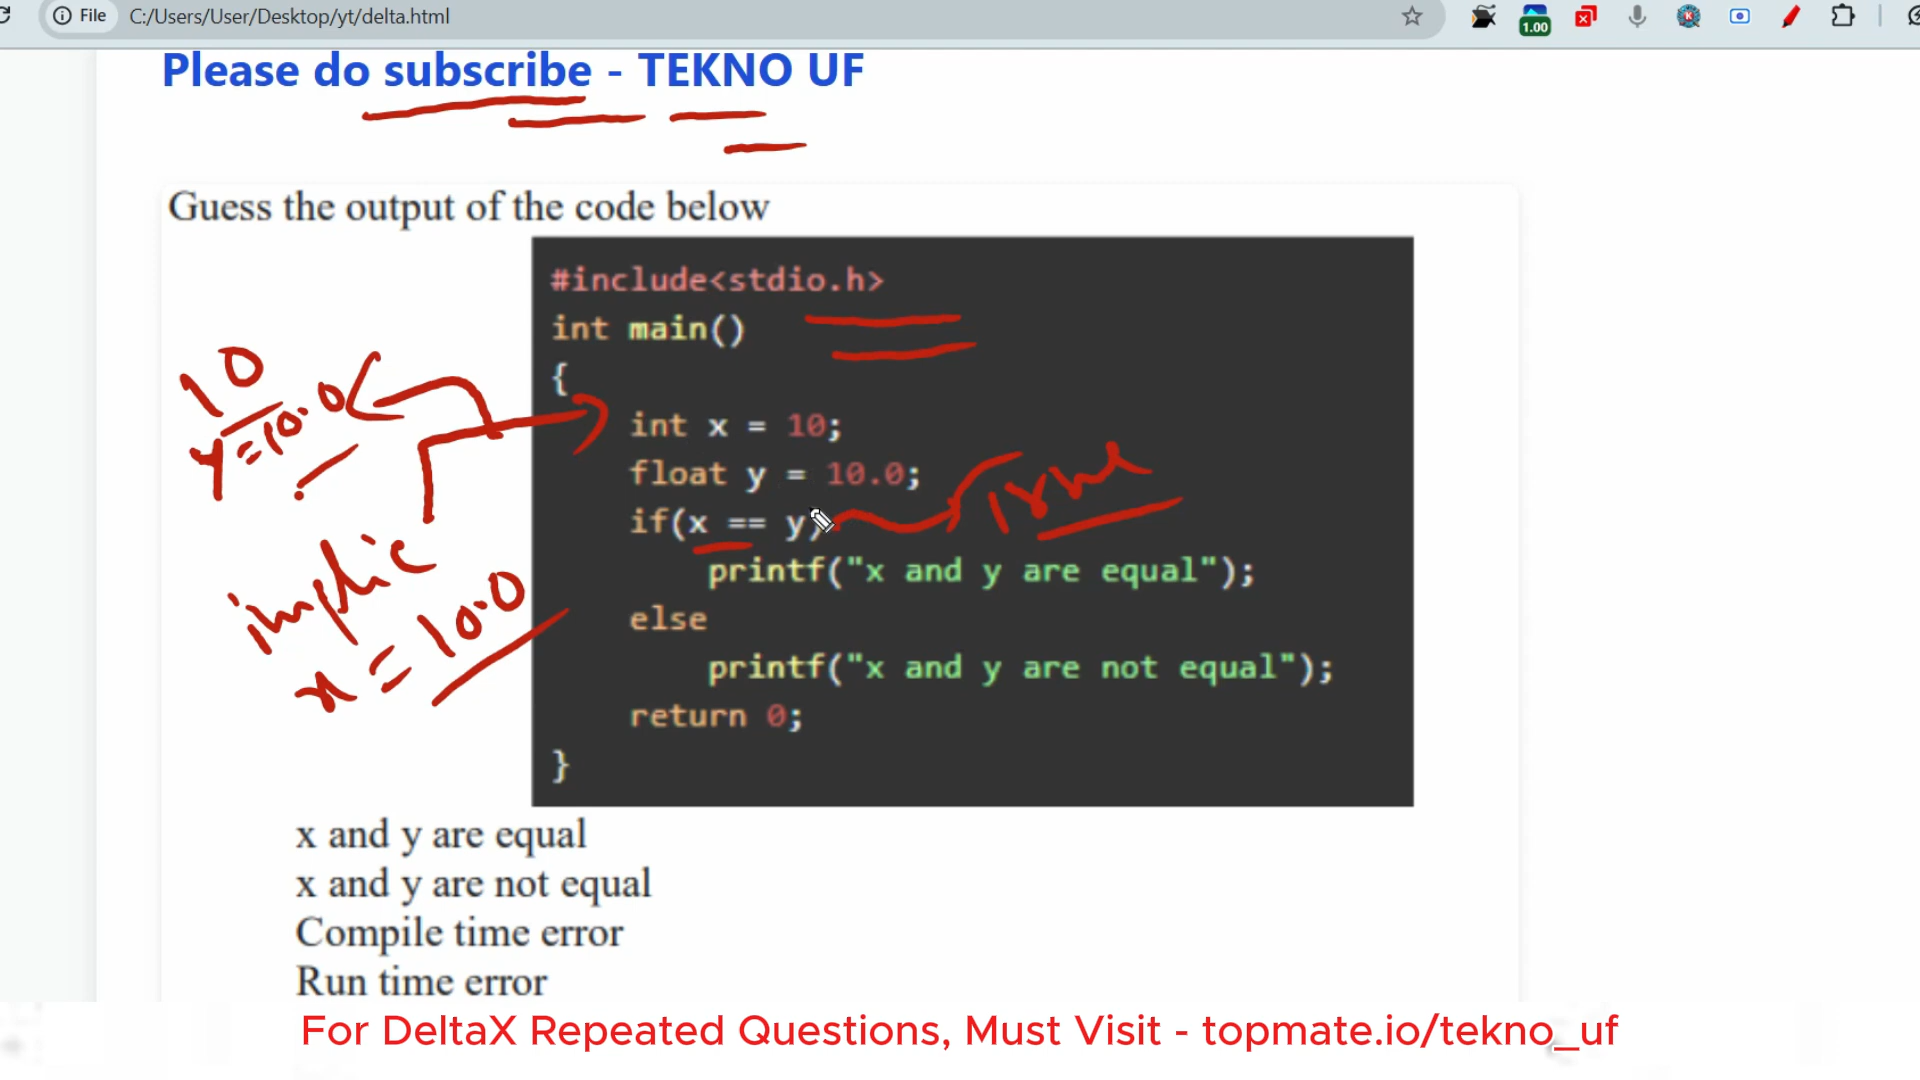 File C:/Users/User/Desktop/yt/delta.html
1.00
Please do subscribe - TEKNO UF
Guess the output of the code below
#include<stdio.h>
int main()
{
int x = 10;
float y = 10.0;
if(x == y)
printf("x and y are equal");
else
printf("x and y are not equal");
return 0;
}
10
y=10.0
implic
x=10.0
True
x and y are equal
x and y are not equal
Compile time error
Run time error
For DeltaX Repeated Questions, Must Visit - topmate.io/tekno_uf